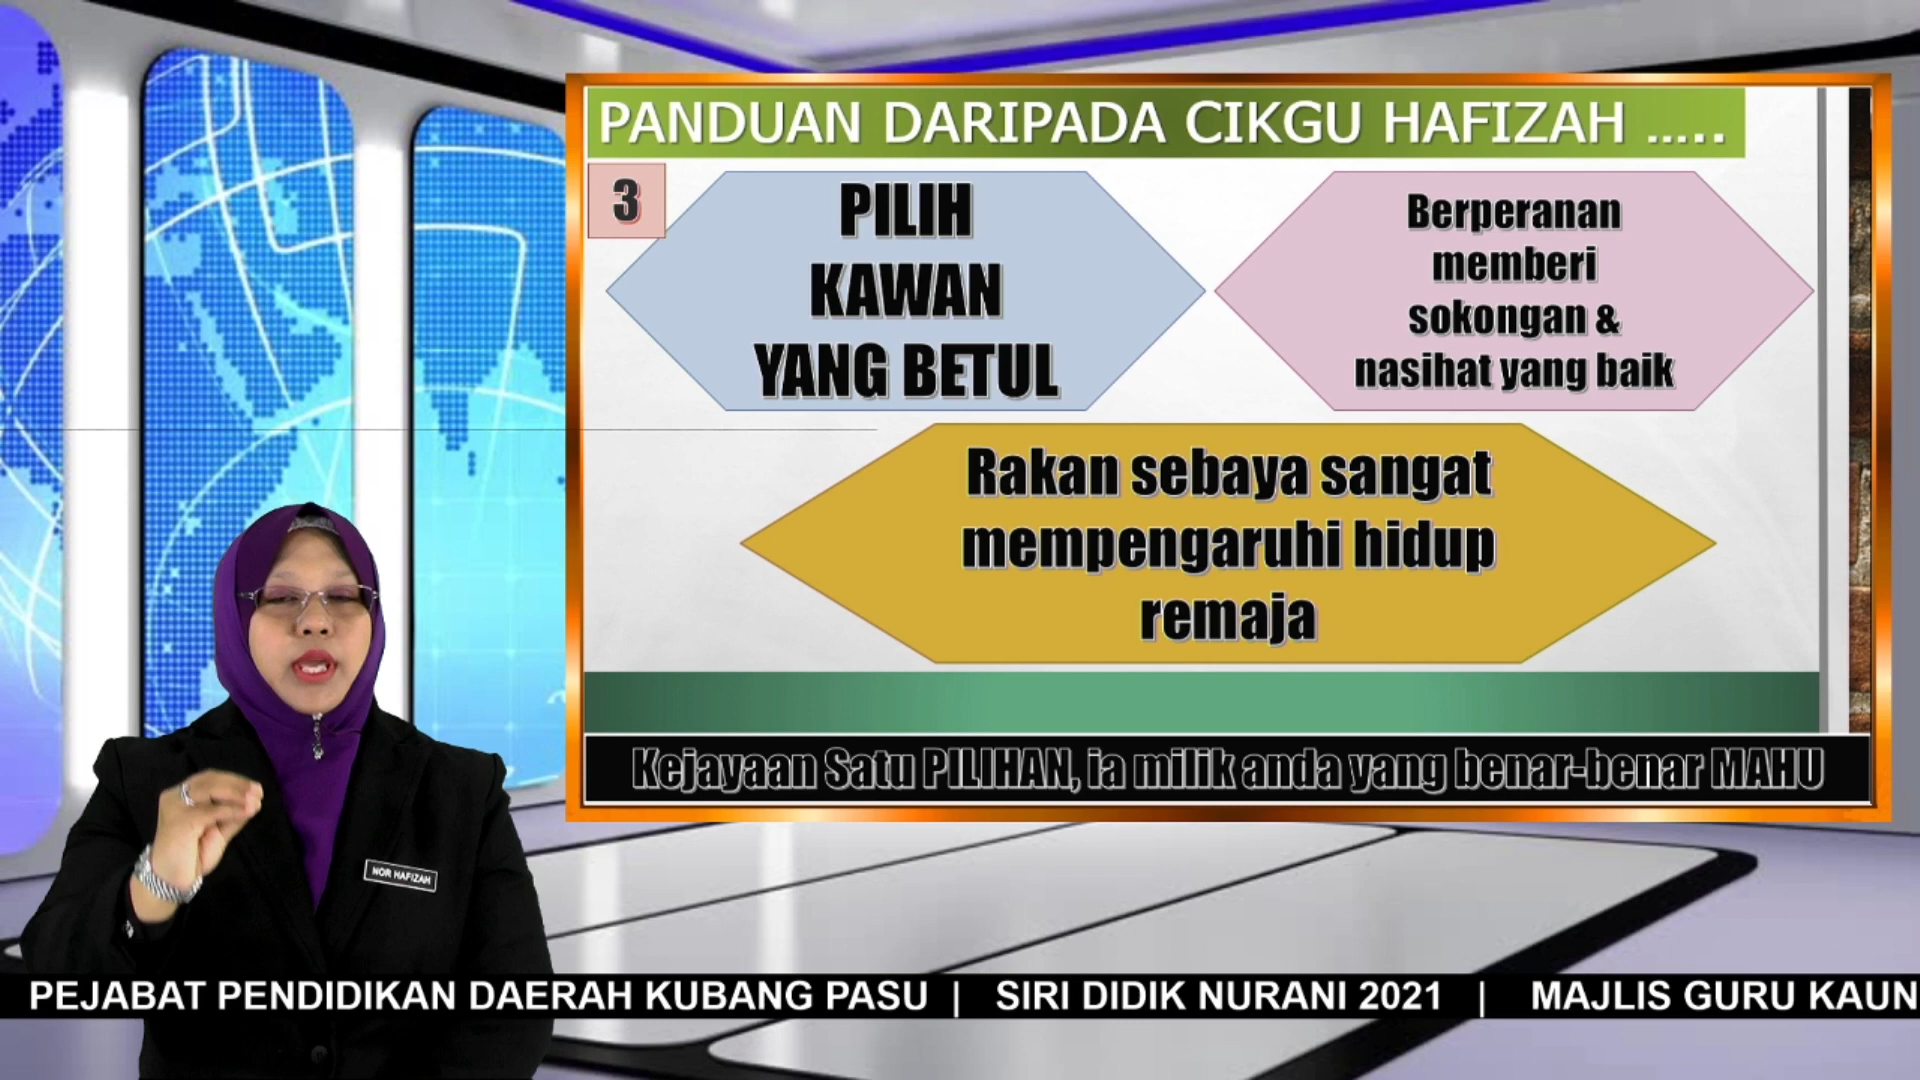 PANDUAN DARIPADA CIKGU HAFIZAH .....
3
PILIH
KAWAN
YANG BETUL
Berperanan
memberi
sokongan &
nasihat yang baik
Rakan sebaya sangat
mempengaruhi hidup
remaja
Kejayaan Satu PILIHAN, ia milik anda yang benar-benar MAHU
NOR HAFIZAH
PEJABAT PENDIDIKAN DAERAH KUBANG PASU | SIRI DIDIK NURANI 2021 | MAJLIS GURU KAUN